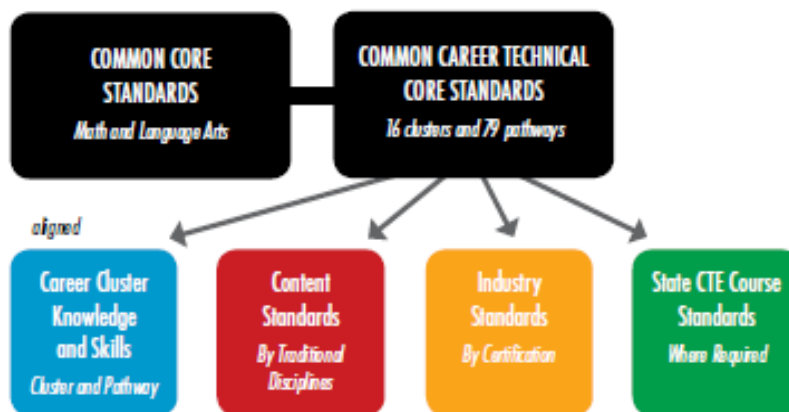 COMMON CORE
STANDARDS
Math and Language Arts
COMMON CAREER TECHNICAL
CORE STANDARDS
16 clusters and 79 pathways
aligned
Career Cluster
Knowledge
and Skills
Cluster and Pathway
Content
Standards
By Traditional
Disciplines
Industry
Standards
By Certification
State CTE Course
Standards
Where Required